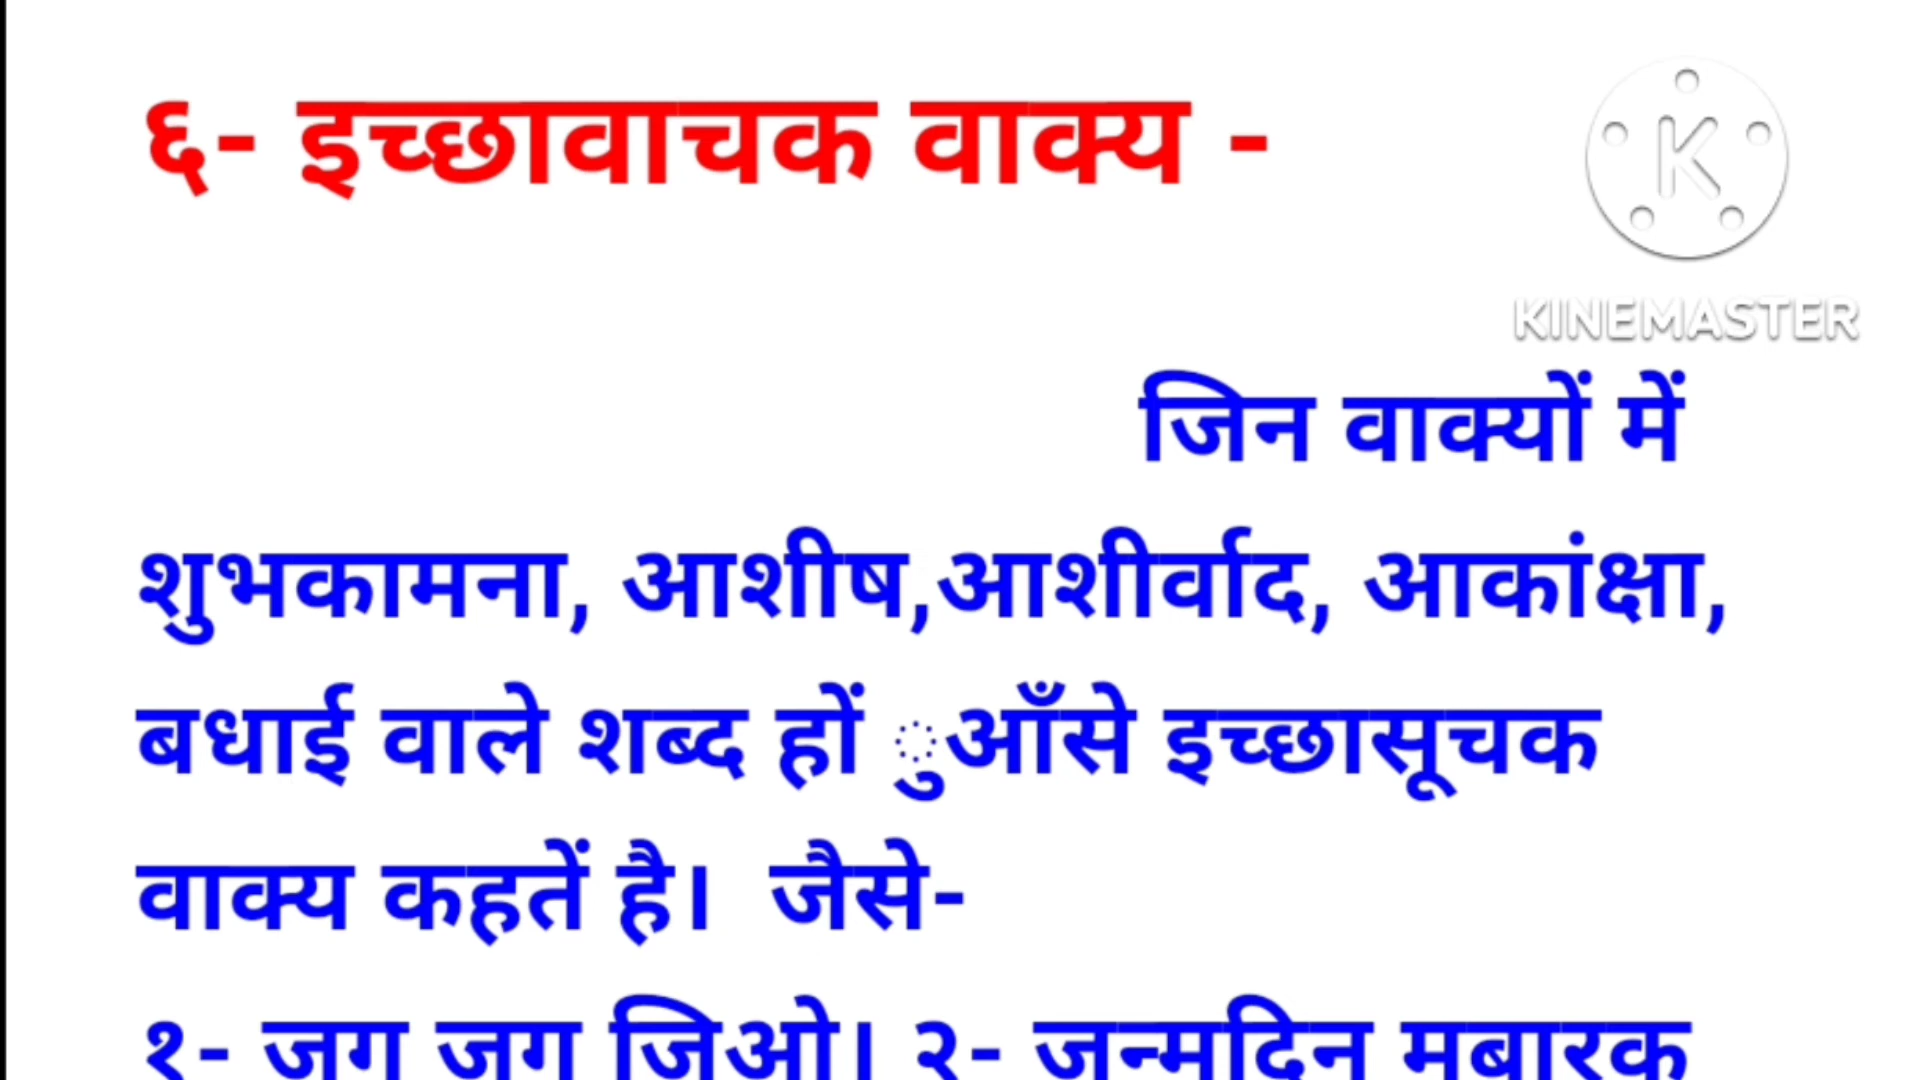 ६- इच्छावाचक वाक्य -
KINEMASTER
जिन वाक्यों में
शुभकामना, आशीष,आशीर्वाद, आकांक्षा,
बधाई वाले शब्द हों ुआँसे इच्छासूचक
वाक्य कहतें है। जैसे-
१- जग जग जिओ। २- जन्मदिन मबारक